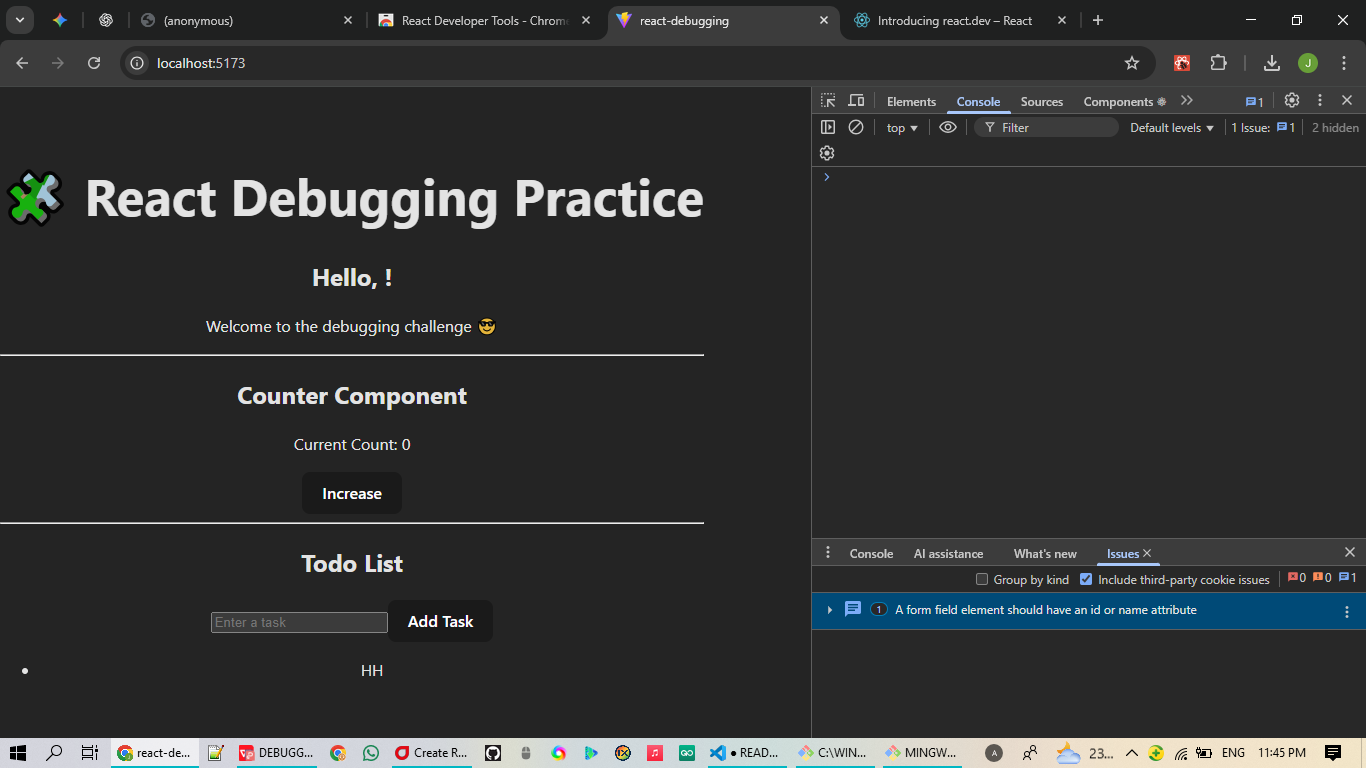 (anonymous)
React Developer Tools - Chrome
react-debugging
Introducing react.dev – React
localhost:5173
J
Elements
Console
Sources
Components
1
top
Filter
Default levels
1 Issue:
1
2 hidden
React Debugging Practice
Hello, !
Welcome to the debugging challenge 😎
Counter Component
Current Count: 0
Increase
Todo List
Enter a task
Add Task
HH
Console
AI assistance
What's new
Issues
Group by kind
Include third-party cookie issues
0
0
1
1
A form field element should have an id or name attribute
react-de...
DEBUGG...
Create R...
READ...
C:\WIN...
MINGW...
A
23...
ENG
11:45 PM